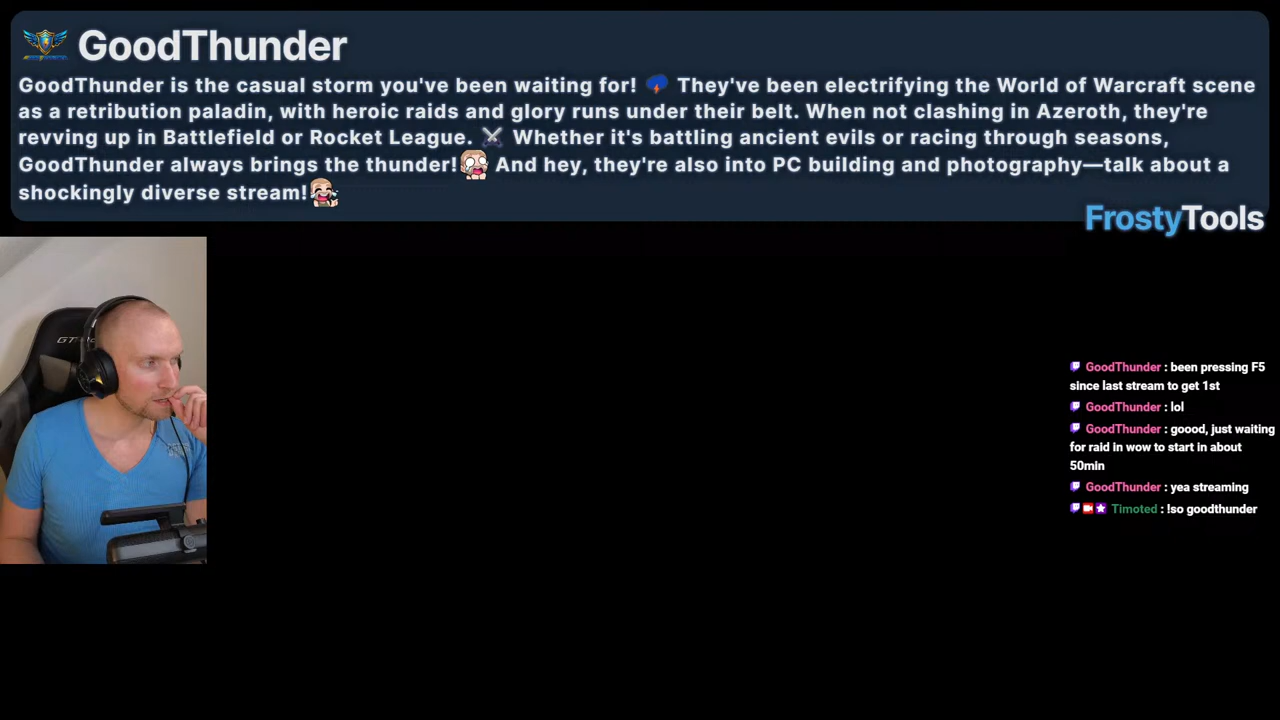 GoodThunder
GoodThunder is the casual storm you've been waiting for! They've been electrifying the World of Warcraft scene
as a retribution paladin, with heroic raids and glory runs under their belt. When not clashing in Azeroth, they're
revving up in Battlefield or Rocket League. Whether it's battling ancient evils or racing through seasons,
GoodThunder always brings the thunder! And hey, they're also into PC building and photography—talk about a
shockingly diverse stream!
FrostyTools
GoodThunder : been pressing F5
since last stream to get 1st
GoodThunder : lol
GoodThunder : goood, just waiting
for raid in wow to start in about
50min
GoodThunder : yea streaming
Timoted : !so goodthunder